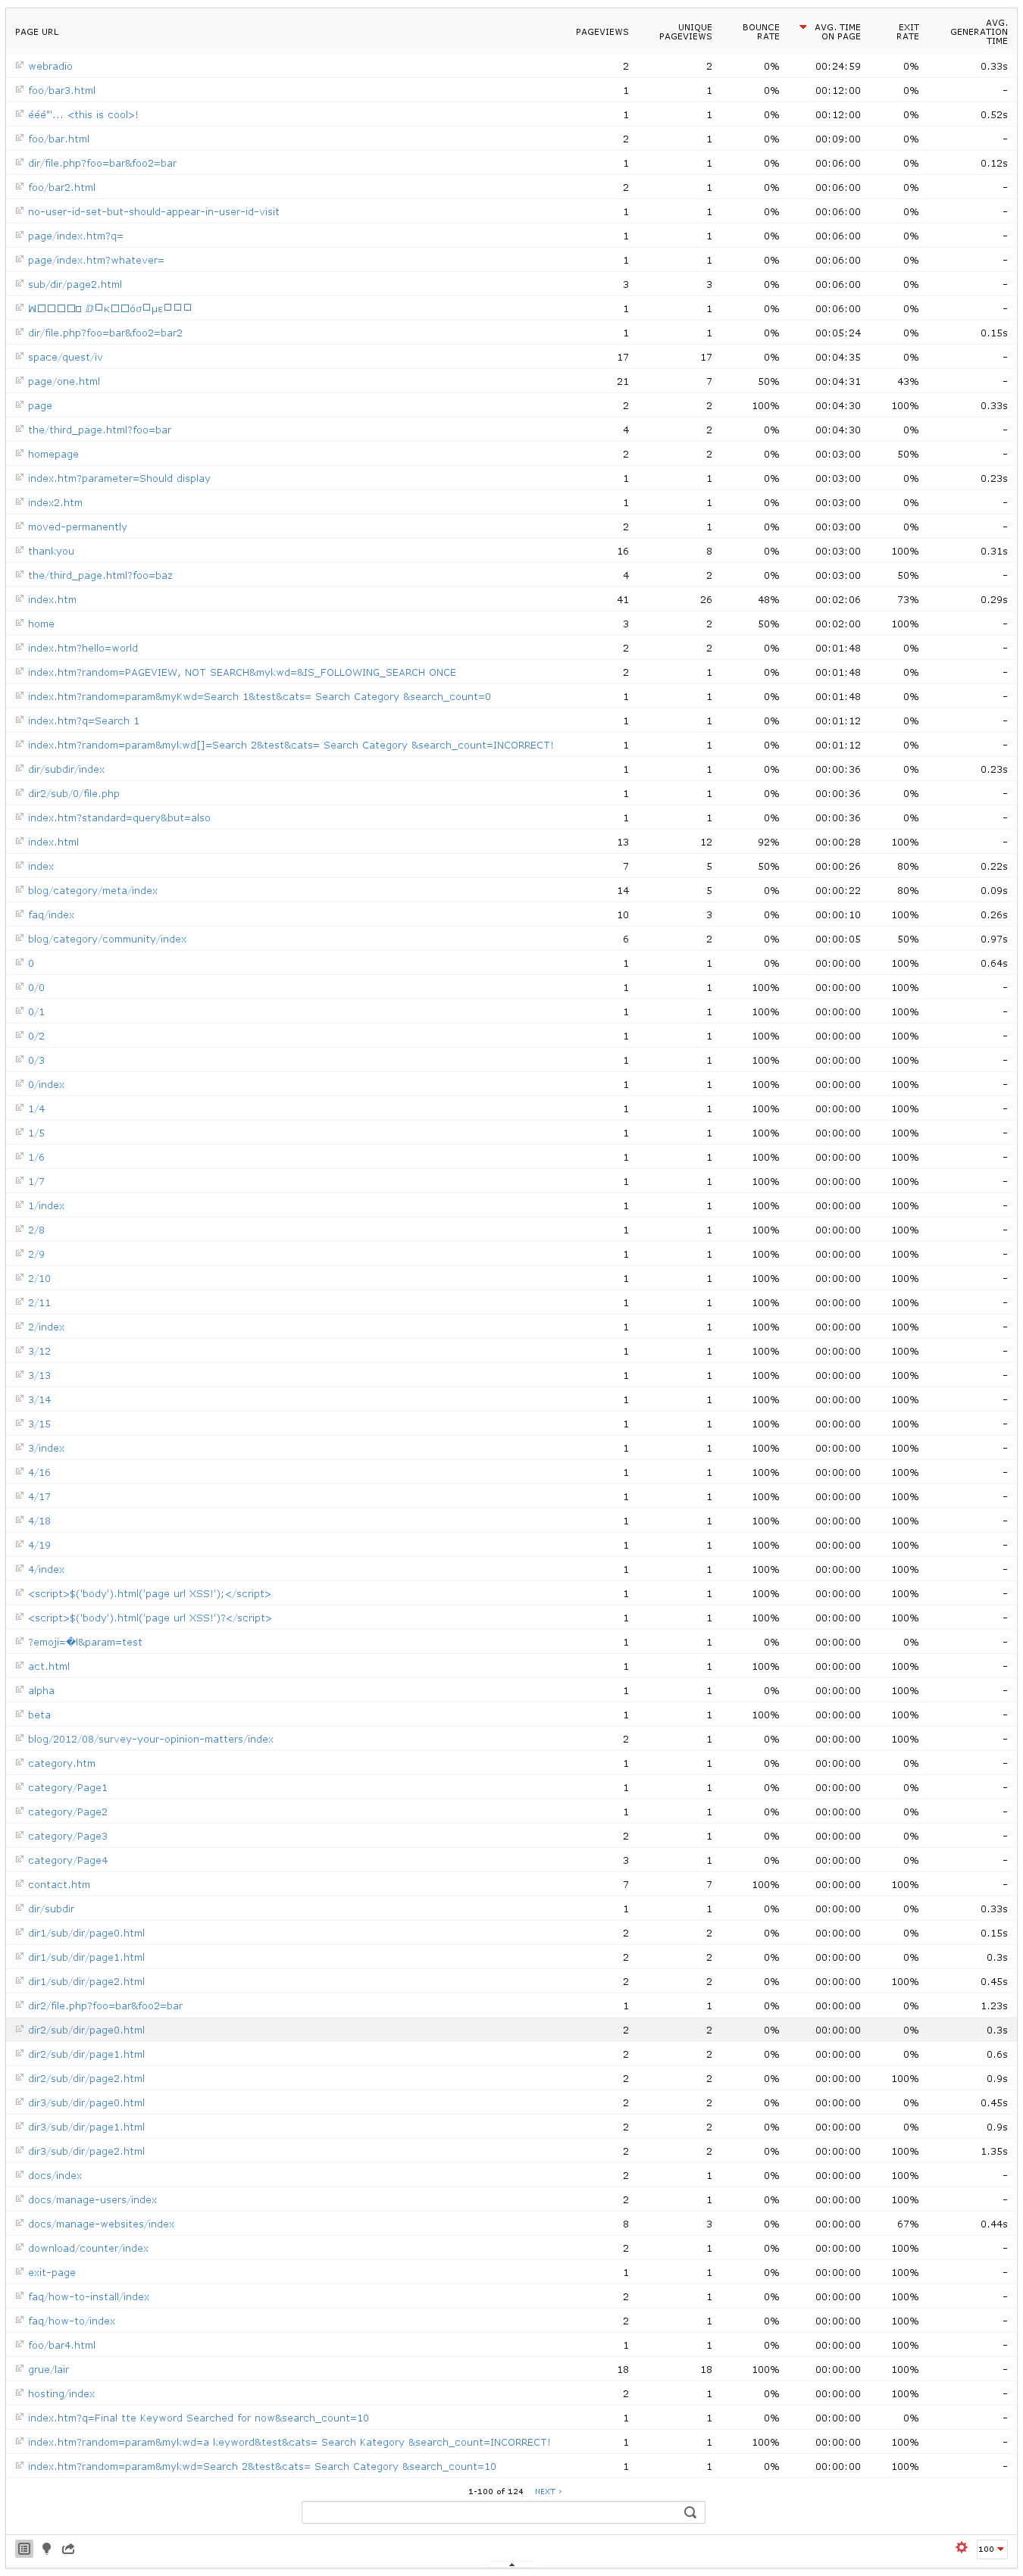 PAGE URL PAGEVIEWS UNIQUE PAGEVIEWS BOUNCE RATE AVG. TIME ON PAGE EXIT RATE AVG. GENERATION TIME
webradio 2 2 0% 00:24:59 0% 0.33s
foo/bar3.html 1 1 0% 00:12:00 0% -
ééé"'... <this is cool>! 1 1 0% 00:12:00 0% 0.52s
foo/bar.html 2 1 0% 00:09:00 0% -
dir/file.php?foo=bar&foo2=bar 1 1 0% 00:06:00 0% 0.12s
foo/bar2.html 2 1 0% 00:06:00 0% -
no-user-id-set-but-should-appear-in-user-id-visit 1 1 0% 00:06:00 0% -
page/index.htm?q= 1 1 0% 00:06:00 0% -
page/index.htm?whatever= 1 1 0% 00:06:00 0% -
sub/dir/page2.html 3 3 0% 00:06:00 0% -
1 1 0% 00:06:00 0% -
dir/file.php?foo=bar&foo2=bar2 1 1 0% 00:05:24 0% 0.15s
space/quest/iv 17 17 0% 00:04:35 0% -
page/one.html 21 7 50% 00:04:31 43% -
page 2 2 100% 00:04:30 100% 0.33s
the/third_page.html?foo=bar 4 2 0% 00:04:30 0% -
homepage 2 2 0% 00:03:00 50% -
index.htm?parameter=Should display 1 1 0% 00:03:00 0% 0.23s
index2.htm 1 1 0% 00:03:00 0% -
moved-permanently 2 1 0% 00:03:00 0% -
thankyou 16 8 0% 00:03:00 100% 0.31s
the/third_page.html?foo=baz 4 2 0% 00:03:00 50% -
index.htm 41 26 48% 00:02:06 73% 0.29s
home 3 2 50% 00:02:00 100% -
index.htm?hello=world 2 2 0% 00:01:48 0% -
index.htm?random=PAGEVIEW, NOT SEARCH&mykwd=&IS_FOLLOWING_SEARCH ONCE 2 1 0% 00:01:48 0% -
index.htm?random=param&myKwd=Search 1&test&cats= Search Category &search_count=0 1 1 0% 00:01:48 0% -
index.htm?q=Search 1 1 1 0% 00:01:12 0% -
index.htm?random=param&mykwd[]=Search 2&test&cats= Search Category &search_count=INCORRECT! 1 1 0% 00:01:12 0% -
dir/subdir/index 1 1 0% 00:00:36 0% 0.23s
dir2/sub/0/file.php 1 1 0% 00:00:36 0% -
index.htm?standard=query&but=also 1 1 0% 00:00:36 0% -
index.html 13 12 92% 00:00:28 100% -
index 7 5 50% 00:00:26 80% 0.22s
blog/category/meta/index 14 5 0% 00:00:22 80% 0.09s
faq/index 10 3 0% 00:00:10 100% 0.26s
blog/category/community/index 6 2 0% 00:00:05 50% 0.97s
0 1 1 0% 00:00:00 100% 0.64s
0/0 1 1 100% 00:00:00 100% -
0/1 1 1 100% 00:00:00 100% -
0/2 1 1 100% 00:00:00 100% -
0/3 1 1 100% 00:00:00 100% -
0/index 1 1 100% 00:00:00 100% -
1/4 1 1 100% 00:00:00 100% -
1/5 1 1 100% 00:00:00 100% -
1/6 1 1 100% 00:00:00 100% -
1/7 1 1 100% 00:00:00 100% -
1/index 1 1 100% 00:00:00 100% -
2/8 1 1 100% 00:00:00 100% -
2/9 1 1 100% 00:00:00 100% -
2/10 1 1 100% 00:00:00 100% -
2/11 1 1 100% 00:00:00 100% -
2/index 1 1 100% 00:00:00 100% -
3/12 1 1 100% 00:00:00 100% -
3/13 1 1 100% 00:00:00 100% -
3/14 1 1 100% 00:00:00 100% -
3/15 1 1 100% 00:00:00 100% -
3/index 1 1 100% 00:00:00 100% -
4/16 1 1 100% 00:00:00 100% -
4/17 1 1 100% 00:00:00 100% -
4/18 1 1 100% 00:00:00 100% -
4/19 1 1 100% 00:00:00 100% -
4/index 1 1 100% 00:00:00 100% -
<script>$('body').html('page url XSS!');</script> 1 1 100% 00:00:00 100% -
<script>$('body').html('page url XSS!')?</script> 1 1 100% 00:00:00 100% -
?emoji=�l&param=test 1 1 0% 00:00:00 0% -
act.html 1 1 100% 00:00:00 100% -
alpha 1 1 0% 00:00:00 100% -
beta 1 1 100% 00:00:00 100% -
blog/2012/08/survey-your-opinion-matters/index 2 1 0% 00:00:00 100% -
category.htm 1 1 0% 00:00:00 0% -
category/Page1 1 1 0% 00:00:00 0% -
category/Page2 1 1 0% 00:00:00 0% -
category/Page3 2 1 0% 00:00:00 0% -
category/Page4 3 1 0% 00:00:00 0% -
contact.htm 7 7 100% 00:00:00 100% -
dir/subdir 1 1 0% 00:00:00 0% 0.33s
dir1/sub/dir/page0.html 2 2 0% 00:00:00 0% 0.15s
dir1/sub/dir/page1.html 2 2 0% 00:00:00 0% 0.3s
dir1/sub/dir/page2.html 2 2 0% 00:00:00 100% 0.45s
dir2/file.php?foo=bar&foo2=bar 1 1 0% 00:00:00 0% 1.23s
dir2/sub/dir/page0.html 2 2 0% 00:00:00 0% 0.3s
dir2/sub/dir/page1.html 2 2 0% 00:00:00 0% 0.6s
dir2/sub/dir/page2.html 2 2 0% 00:00:00 100% 0.9s
dir3/sub/dir/page0.html 2 2 0% 00:00:00 0% 0.45s
dir3/sub/dir/page1.html 2 2 0% 00:00:00 0% 0.9s
dir3/sub/dir/page2.html 2 2 0% 00:00:00 100% 1.35s
docs/index 2 1 0% 00:00:00 100% -
docs/manage-users/index 2 1 0% 00:00:00 100% -
docs/manage-websites/index 8 3 0% 00:00:00 67% 0.44s
download/counter/index 2 1 0% 00:00:00 100% -
exit-page 1 1 0% 00:00:00 100% -
faq/how-to-install/index 2 1 0% 00:00:00 100% -
faq/how-to/index 2 1 0% 00:00:00 100% -
foo/bar4.html 1 1 0% 00:00:00 100% -
grue/lair 18 18 100% 00:00:00 100% -
hosting/index 2 1 0% 00:00:00 100% -
index.htm?q=Final tte Keyword Searched for now&search_count=10 1 1 0% 00:00:00 0% -
index.htm?random=param&mykwd=a keyword&test&cats= Search Kategory &search_count=INCORRECT! 1 1 100% 00:00:00 100% -
index.htm?random=param&mykwd=Search 2&test&cats= Search Category &search_count=10 1 1 0% 00:00:00 100% -
1-100 of 124 NEXT ›
100